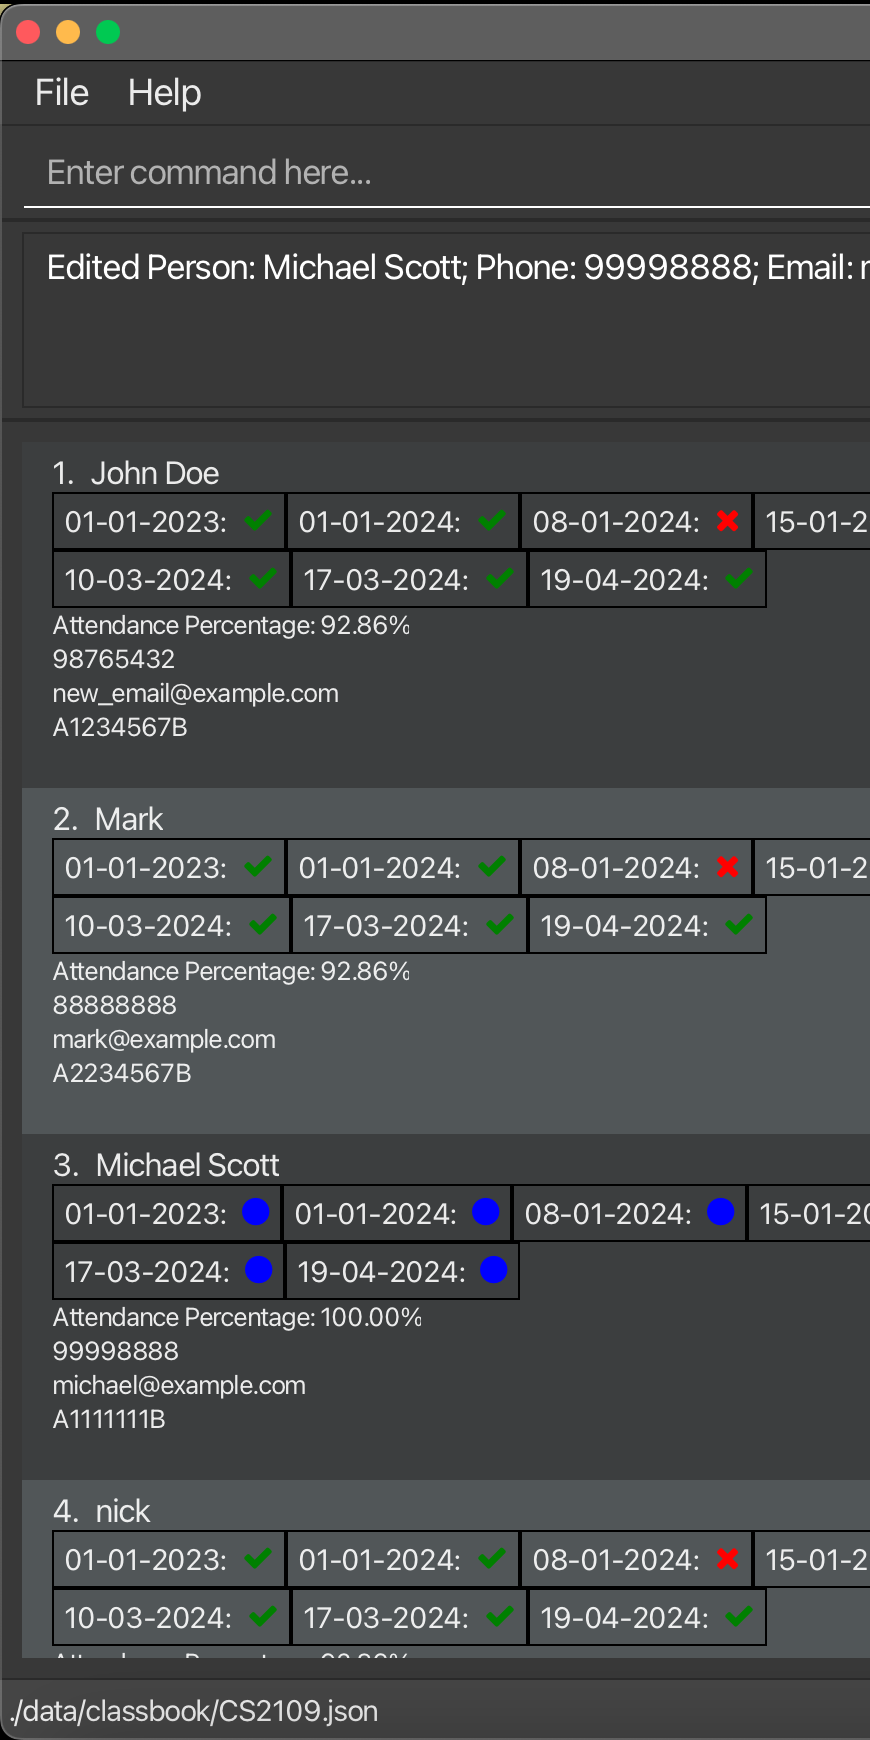 File Help
Enter command here...
Edited Person: Michael Scott; Phone: 99998888; Email:
1. John Doe
01-01-2023: 01-01-2024: 08-01-2024: 15-01-2
10-03-2024: 17-03-2024: 19-04-2024:
Attendance Percentage: 92.86%
98765432
new_email@example.com
A1234567B
2. Mark
01-01-2023: 01-01-2024: 08-01-2024: 15-01-2
10-03-2024: 17-03-2024: 19-04-2024:
Attendance Percentage: 92.86%
88888888
mark@example.com
A2234567B
3. Michael Scott
01-01-2023: 01-01-2024: 08-01-2024: 15-01-20
17-03-2024: 19-04-2024:
Attendance Percentage: 100.00%
99998888
michael@example.com
A1111111B
4. nick
01-01-2023: 01-01-2024: 08-01-2024: 15-01-2
10-03-2024: 17-03-2024: 19-04-2024:
./data/classbook/CS2109.json